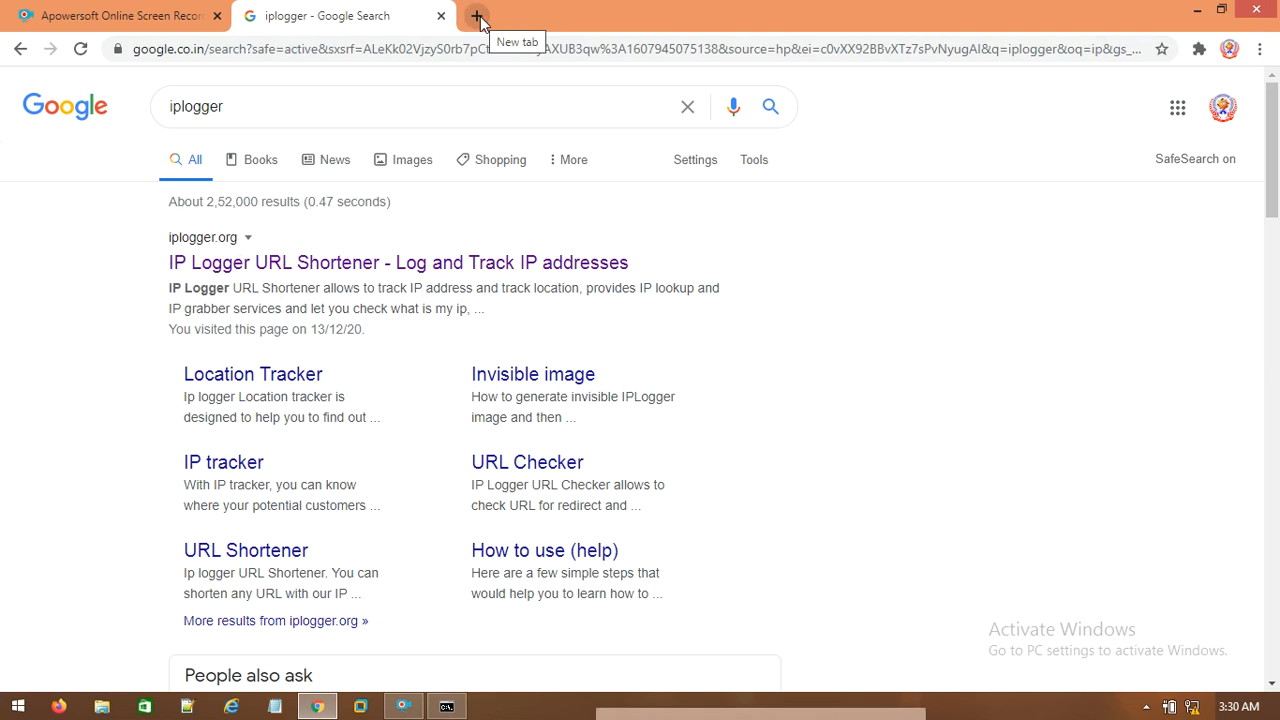 Apowersoft Online Screen Recor
iplogger - Google Search
New tab
google.co.in/search?safe=active&sxsrf=ALeKk02VjzyS0rb7pC
AXUB3qw%3A1607945075138&source=hp&ei=c0vXX92BBvXTz7sPvNyugAI&q=iplogger&oq=ip&gs_...
Google
iplogger
All Books News Images Shopping More Settings Tools
SafeSearch on
About 2,52,000 results (0.47 seconds)
iplogger.org
IP Logger URL Shortener - Log and Track IP addresses
IP Logger URL Shortener allows to track IP address and track location, provides IP lookup and
IP grabber services and let you check what is my ip, ...
You visited this page on 13/12/20.
Location Tracker
Ip logger Location tracker is
designed to help you to find out ...
Invisible image
How to generate invisible IPLogger
image and then ...
IP tracker
With IP tracker, you can know
where your potential customers ...
URL Checker
IP Logger URL Checker allows to
check URL for redirect and ...
URL Shortener
Ip logger URL Shortener. You can
shorten any URL with our IP ...
How to use (help)
Here are a few simple steps that
would help you to learn how to ...
More results from iplogger.org »
People also ask
Activate Windows
Go to PC settings to activate Windows.
3:30 AM